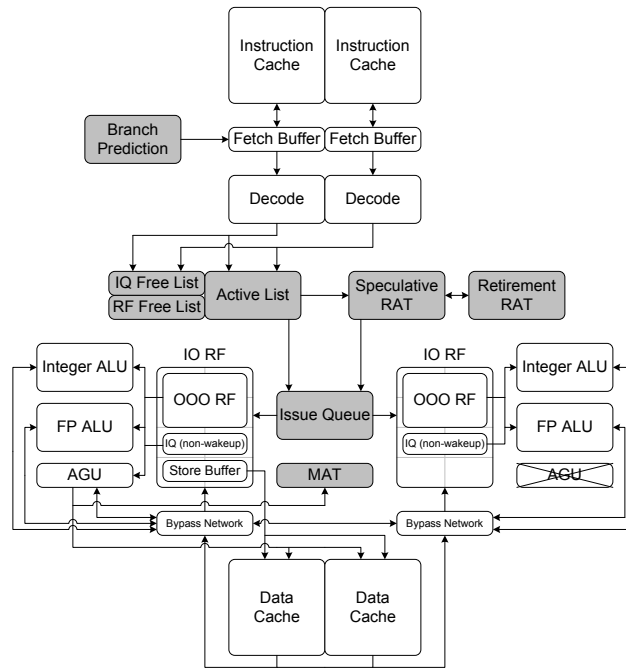 Instruction
Cache
Instruction
Cache
Branch
Prediction
Fetch Buffer
Fetch Buffer
Decode
Decode
IQ Free List
RF Free List
Active List
Speculative
RAT
Retirement
RAT
IO RF
IO RF
Integer ALU
OOO RF
OOO RF
Integer ALU
FP ALU
Issue Queue
FP ALU
IQ (non-wakeup)
IQ (non-wakeup)
AGU
Store Buffer
MAT
AGU
Bypass Network
Bypass Network
Data
Cache
Data
Cache